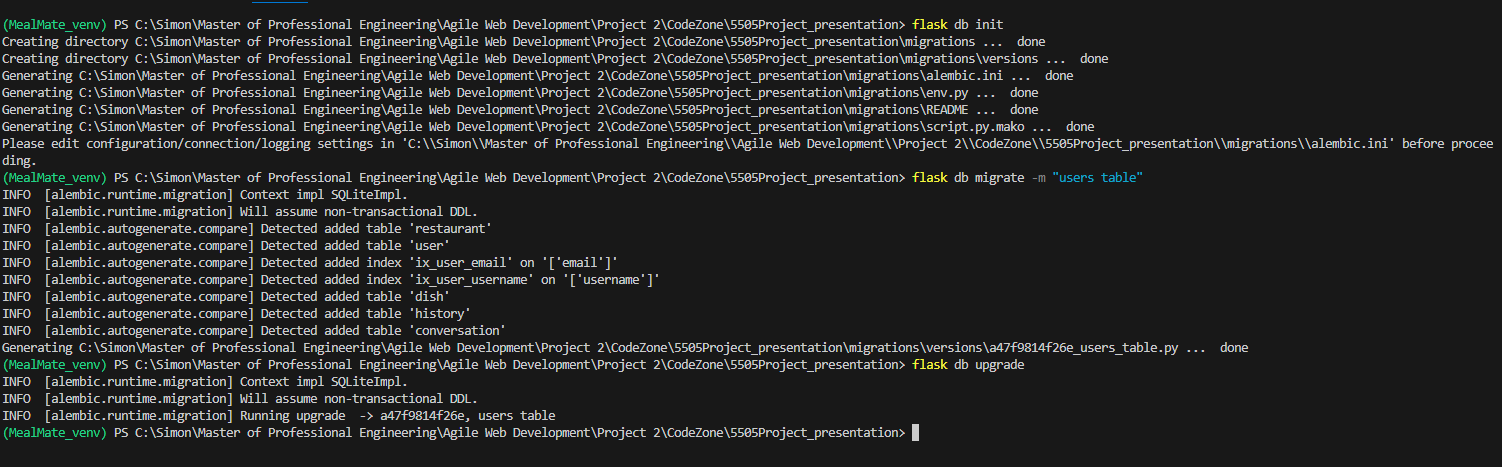 (MealMate_venv) PS C:\Simon\Master of Professional Engineering\Agile Web Development\Project 2\CodeZone\5505Project_presentation> flask db init
Creating directory C:\Simon\Master of Professional Engineering\Agile Web Development\Project 2\CodeZone\5505Project_presentation\migrations ...  done
Creating directory C:\Simon\Master of Professional Engineering\Agile Web Development\Project 2\CodeZone\5505Project_presentation\migrations\versions ...  done
Generating C:\Simon\Master of Professional Engineering\Agile Web Development\Project 2\CodeZone\5505Project_presentation\migrations\alembic.ini ...  done
Generating C:\Simon\Master of Professional Engineering\Agile Web Development\Project 2\CodeZone\5505Project_presentation\migrations\env.py ...  done
Generating C:\Simon\Master of Professional Engineering\Agile Web Development\Project 2\CodeZone\5505Project_presentation\migrations\README ...  done
Generating C:\Simon\Master of Professional Engineering\Agile Web Development\Project 2\CodeZone\5505Project_presentation\migrations\script.py.mako ...  done
Please edit configuration/connection/logging settings in 'C:\\Simon\\Master of Professional Engineering\\Agile Web Development\\Project 2\\CodeZone\\5505Project_presentation\\migrations\\alembic.ini' before procee
ding.
(MealMate_venv) PS C:\Simon\Master of Professional Engineering\Agile Web Development\Project 2\CodeZone\5505Project_presentation> flask db migrate -m "users table"
INFO  [alembic.runtime.migration] Context impl SQLiteImpl.
INFO  [alembic.runtime.migration] Will assume non-transactional DDL.
INFO  [alembic.autogenerate.compare] Detected added table 'restaurant'
INFO  [alembic.autogenerate.compare] Detected added table 'user'
INFO  [alembic.autogenerate.compare] Detected added index 'ix_user_email' on '['email']'
INFO  [alembic.autogenerate.compare] Detected added index 'ix_user_username' on '['username']'
INFO  [alembic.autogenerate.compare] Detected added table 'dish'
INFO  [alembic.autogenerate.compare] Detected added table 'history'
INFO  [alembic.autogenerate.compare] Detected added table 'conversation'
Generating C:\Simon\Master of Professional Engineering\Agile Web Development\Project 2\CodeZone\5505Project_presentation\migrations\versions\a47f9814f26e_users_table.py ...  done
(MealMate_venv) PS C:\Simon\Master of Professional Engineering\Agile Web Development\Project 2\CodeZone\5505Project_presentation> flask db upgrade
INFO  [alembic.runtime.migration] Context impl SQLiteImpl.
INFO  [alembic.runtime.migration] Will assume non-transactional DDL.
INFO  [alembic.runtime.migration] Running upgrade  -> a47f9814f26e, users table
(MealMate_venv) PS C:\Simon\Master of Professional Engineering\Agile Web Development\Project 2\CodeZone\5505Project_presentation>